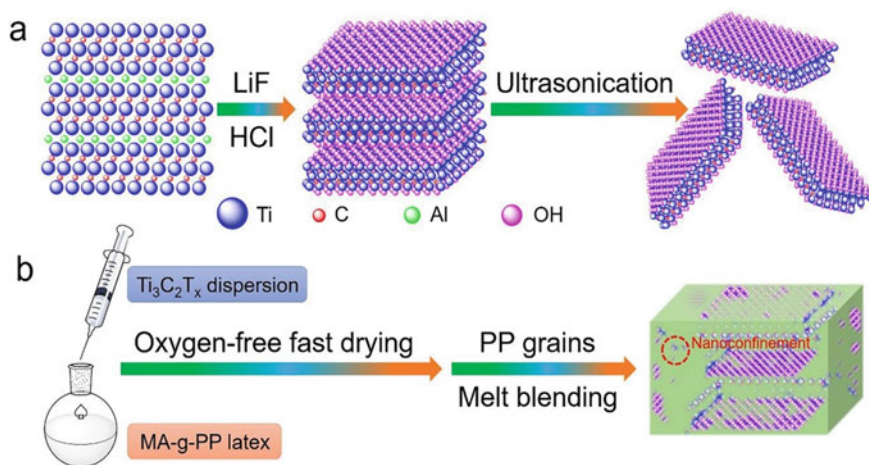 a
LiF
HCl
Ultrasonication
Ti
C
Al
OH
b
Ti₃C₂Tₓ dispersion
MA-g-PP latex
Oxygen-free fast drying
PP grains
Melt blending
Nanoconfinement